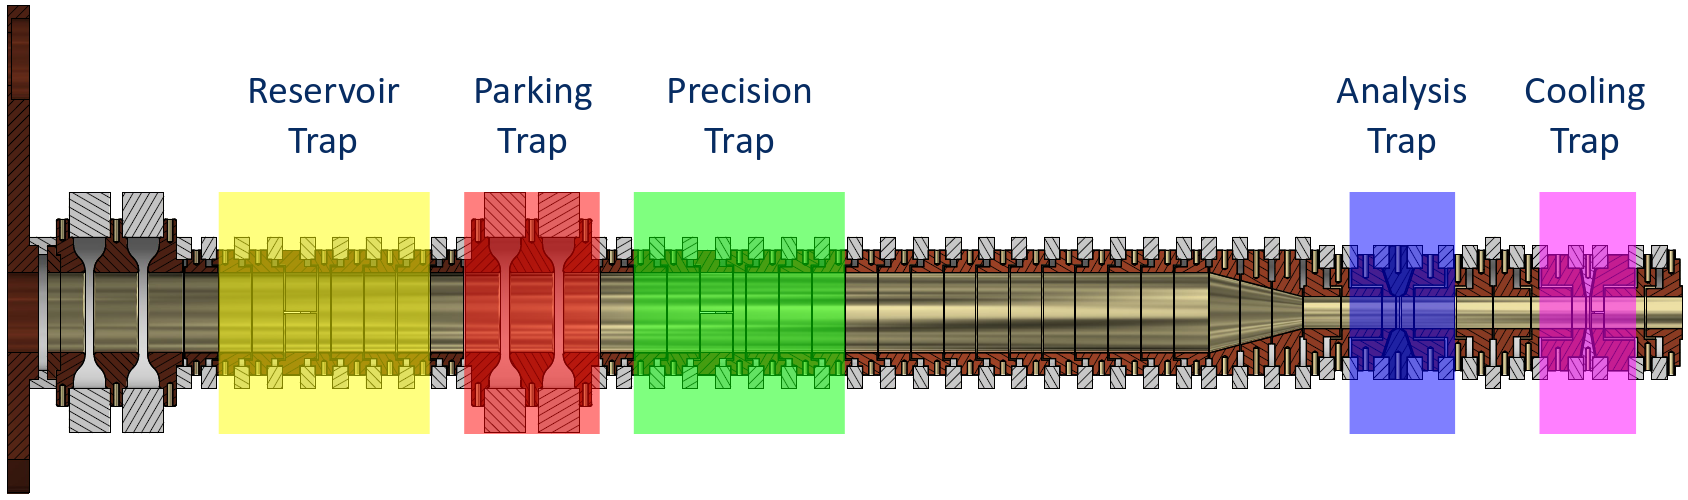 Reservoir
Trap
Parking
Trap
Precision
Trap
Analysis
Trap
Cooling
Trap